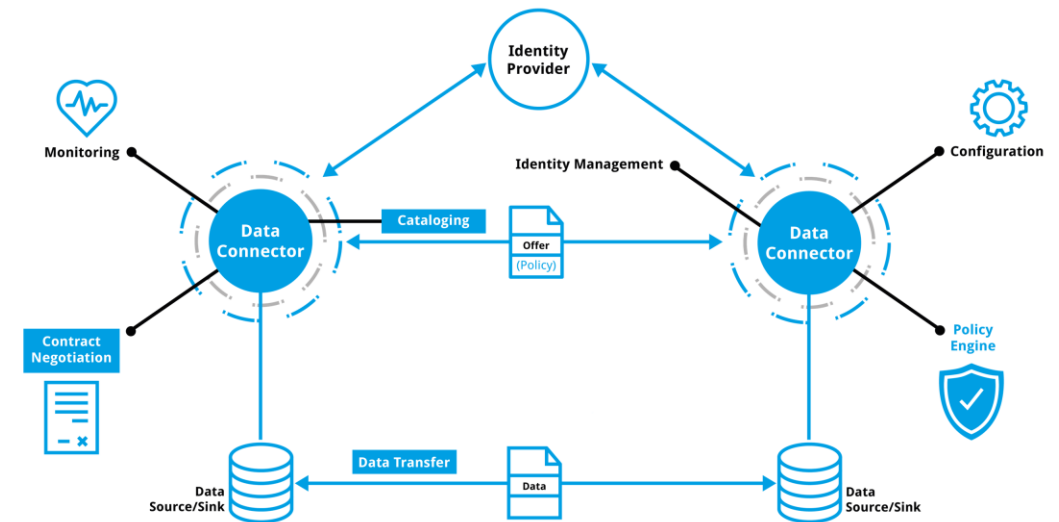 Identity
Provider
Monitoring
Configuration
Identity Management
Cataloging
Data
Connector
Offer
(Policy)
Data
Connector
Contract
Negotiation
Policy
Engine
Data Transfer
Data
Data
Source/Sink
Data
Source/Sink